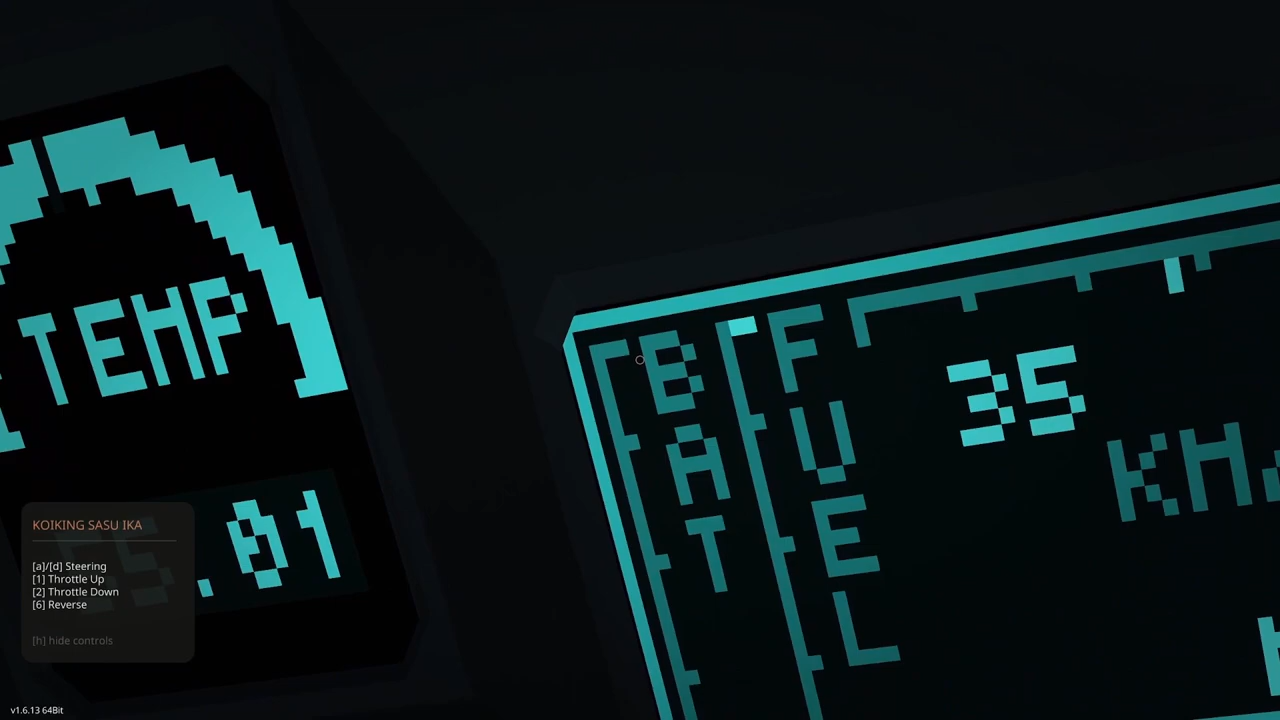 TEMP
.01
BAT
FUEL
35
KM
KOIKING SASU IKA
[a]/[d] Steering
[1] Throttle Up
[2] Throttle Down
[6] Reverse
[h] hide controls
v1.6.13 64Bit